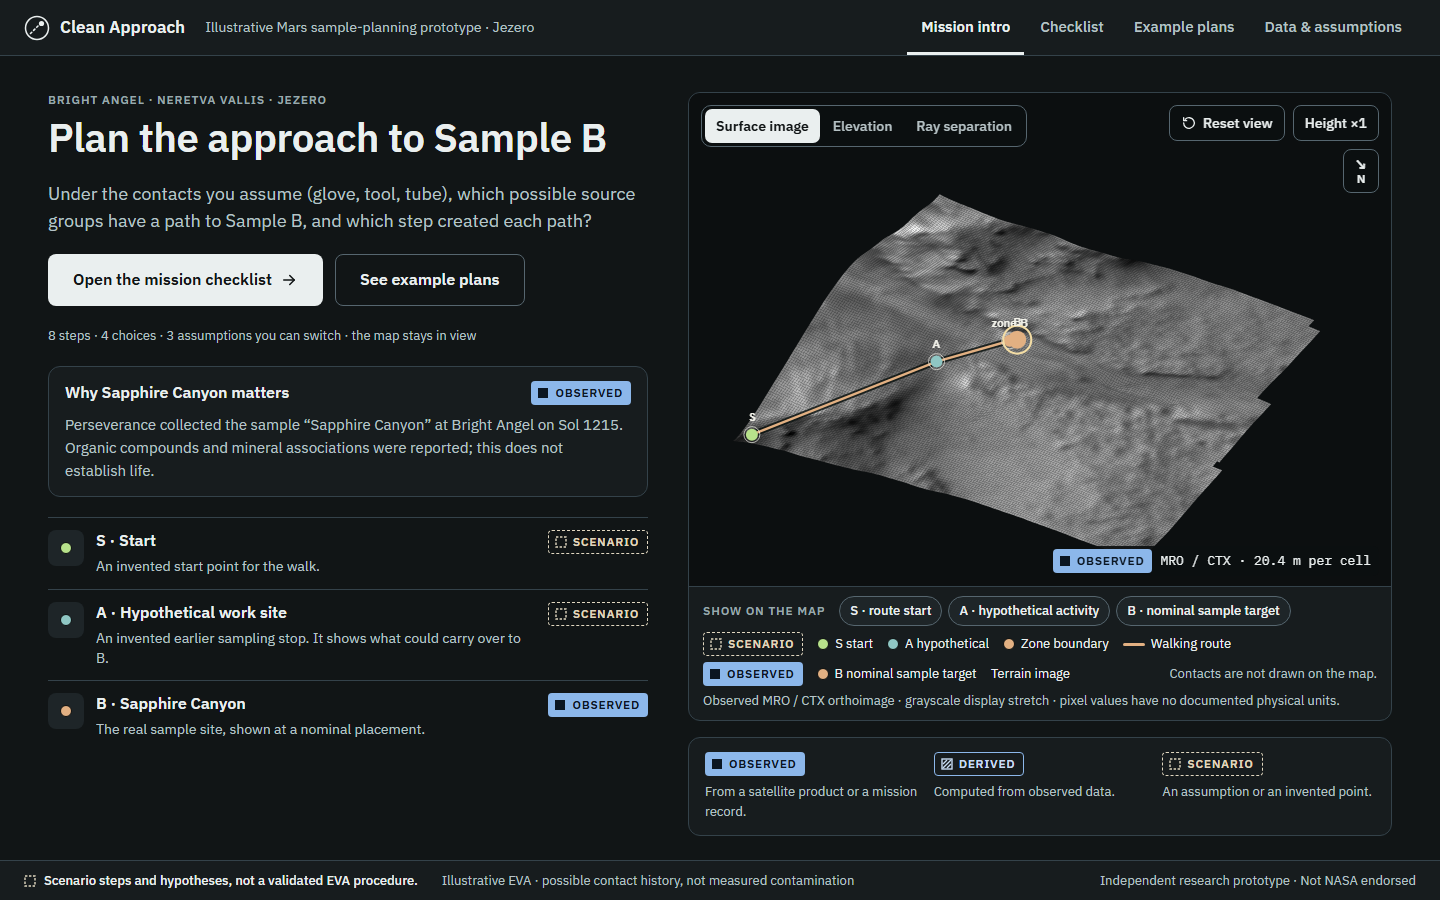 Clean Approach
Illustrative Mars sample-planning prototype · Jezero
Mission intro
Checklist
Example plans
Data & assumptions
BRIGHT ANGEL · NERETVA VALLIS · JEZERO
Plan the approach to Sample B
Under the contacts you assume (glove, tool, tube), which possible source
groups have a path to Sample B, and which step created each path?
Open the mission checklist →
See example plans
8 steps · 4 choices · 3 assumptions you can switch · the map stays in view
Why Sapphire Canyon matters
OBSERVED
Perseverance collected the sample “Sapphire Canyon” at Bright Angel on Sol 1215.
Organic compounds and mineral associations were reported; this does not
establish life.
S · Start
SCENARIO
An invented start point for the walk.
A · Hypothetical work site
SCENARIO
An invented earlier sampling stop. It shows what could carry over to
B.
B · Sapphire Canyon
OBSERVED
The real sample site, shown at a nominal placement.
Surface image
Elevation
Ray separation
Reset view
Height ×1
↘
N
zone B
B
A
S
OBSERVED
MRO / CTX · 20.4 m per cell
SHOW ON THE MAP
S · route start
A · hypothetical activity
B · nominal sample target
SCENARIO
S start
A hypothetical
Zone boundary
Walking route
OBSERVED
B nominal sample target
Terrain image
Contacts are not drawn on the map.
Observed MRO / CTX orthoimage · grayscale display stretch · pixel values have no documented physical units.
OBSERVED
From a satellite product or a mission
record.
DERIVED
Computed from observed data.
SCENARIO
An assumption or an invented point.
Scenario steps and hypotheses, not a validated EVA procedure.
Illustrative EVA · possible contact history, not measured contamination
Independent research prototype · Not NASA endorsed